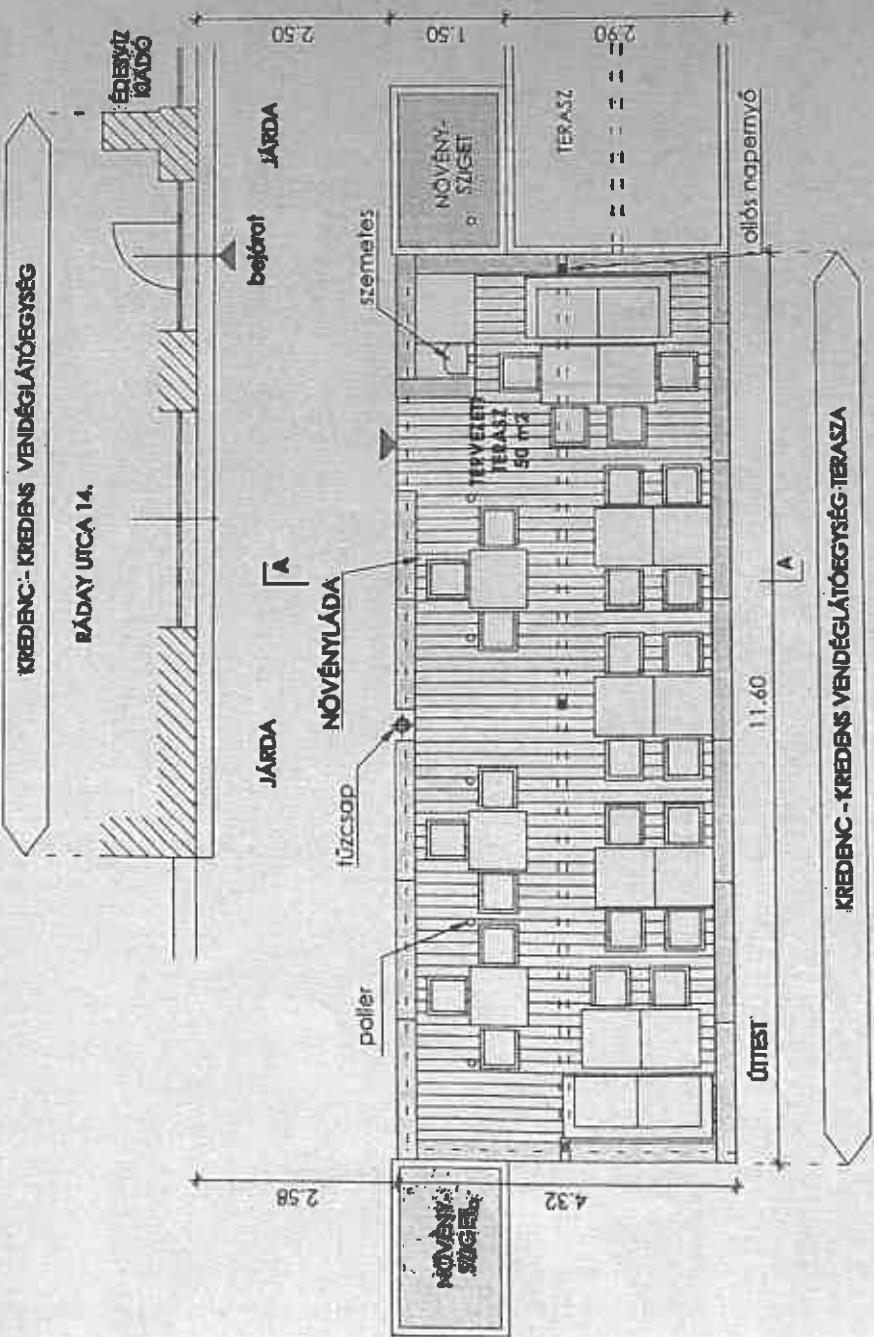 KREDENC - KREDENS VENDÉGLÁTÓEGYSÉG
RÁDAY UTCA 14.
ÉDESVÍZ
KIADÓ
bejárat
JÁRDA
JÁRDA
A
NÖVÉNYLÁDA
tűzcsap
poller
szemetes
2.50
1.50
2.90
NÖVÉNY-
SZIGET
TERASZ
ollós napernyő
TERVEZETT
TERASZ
50 m2
2.58
4.32
NÖVÉNY-
SZIGET
ÚTTEST
11.60
A
KREDENC - KREDENS VENDÉGLÁTÓEGYSÉG TERASZA